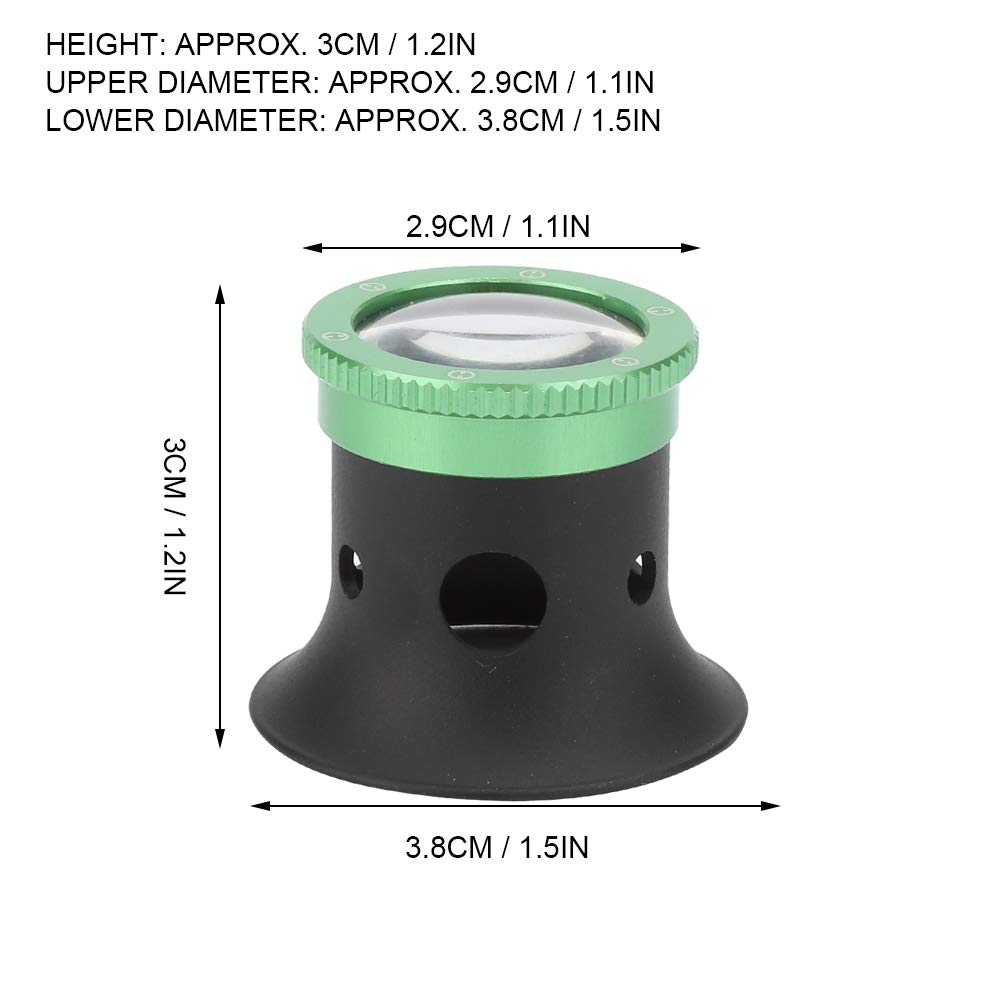 HEIGHT: APPROX. 3CM / 1.2IN
UPPER DIAMETER: APPROX. 2.9CM / 1.1IN
LOWER DIAMETER: APPROX. 3.8CM / 1.5IN
2.9CM / 1.1IN
3CM / 1.2IN
3.8CM / 1.5IN